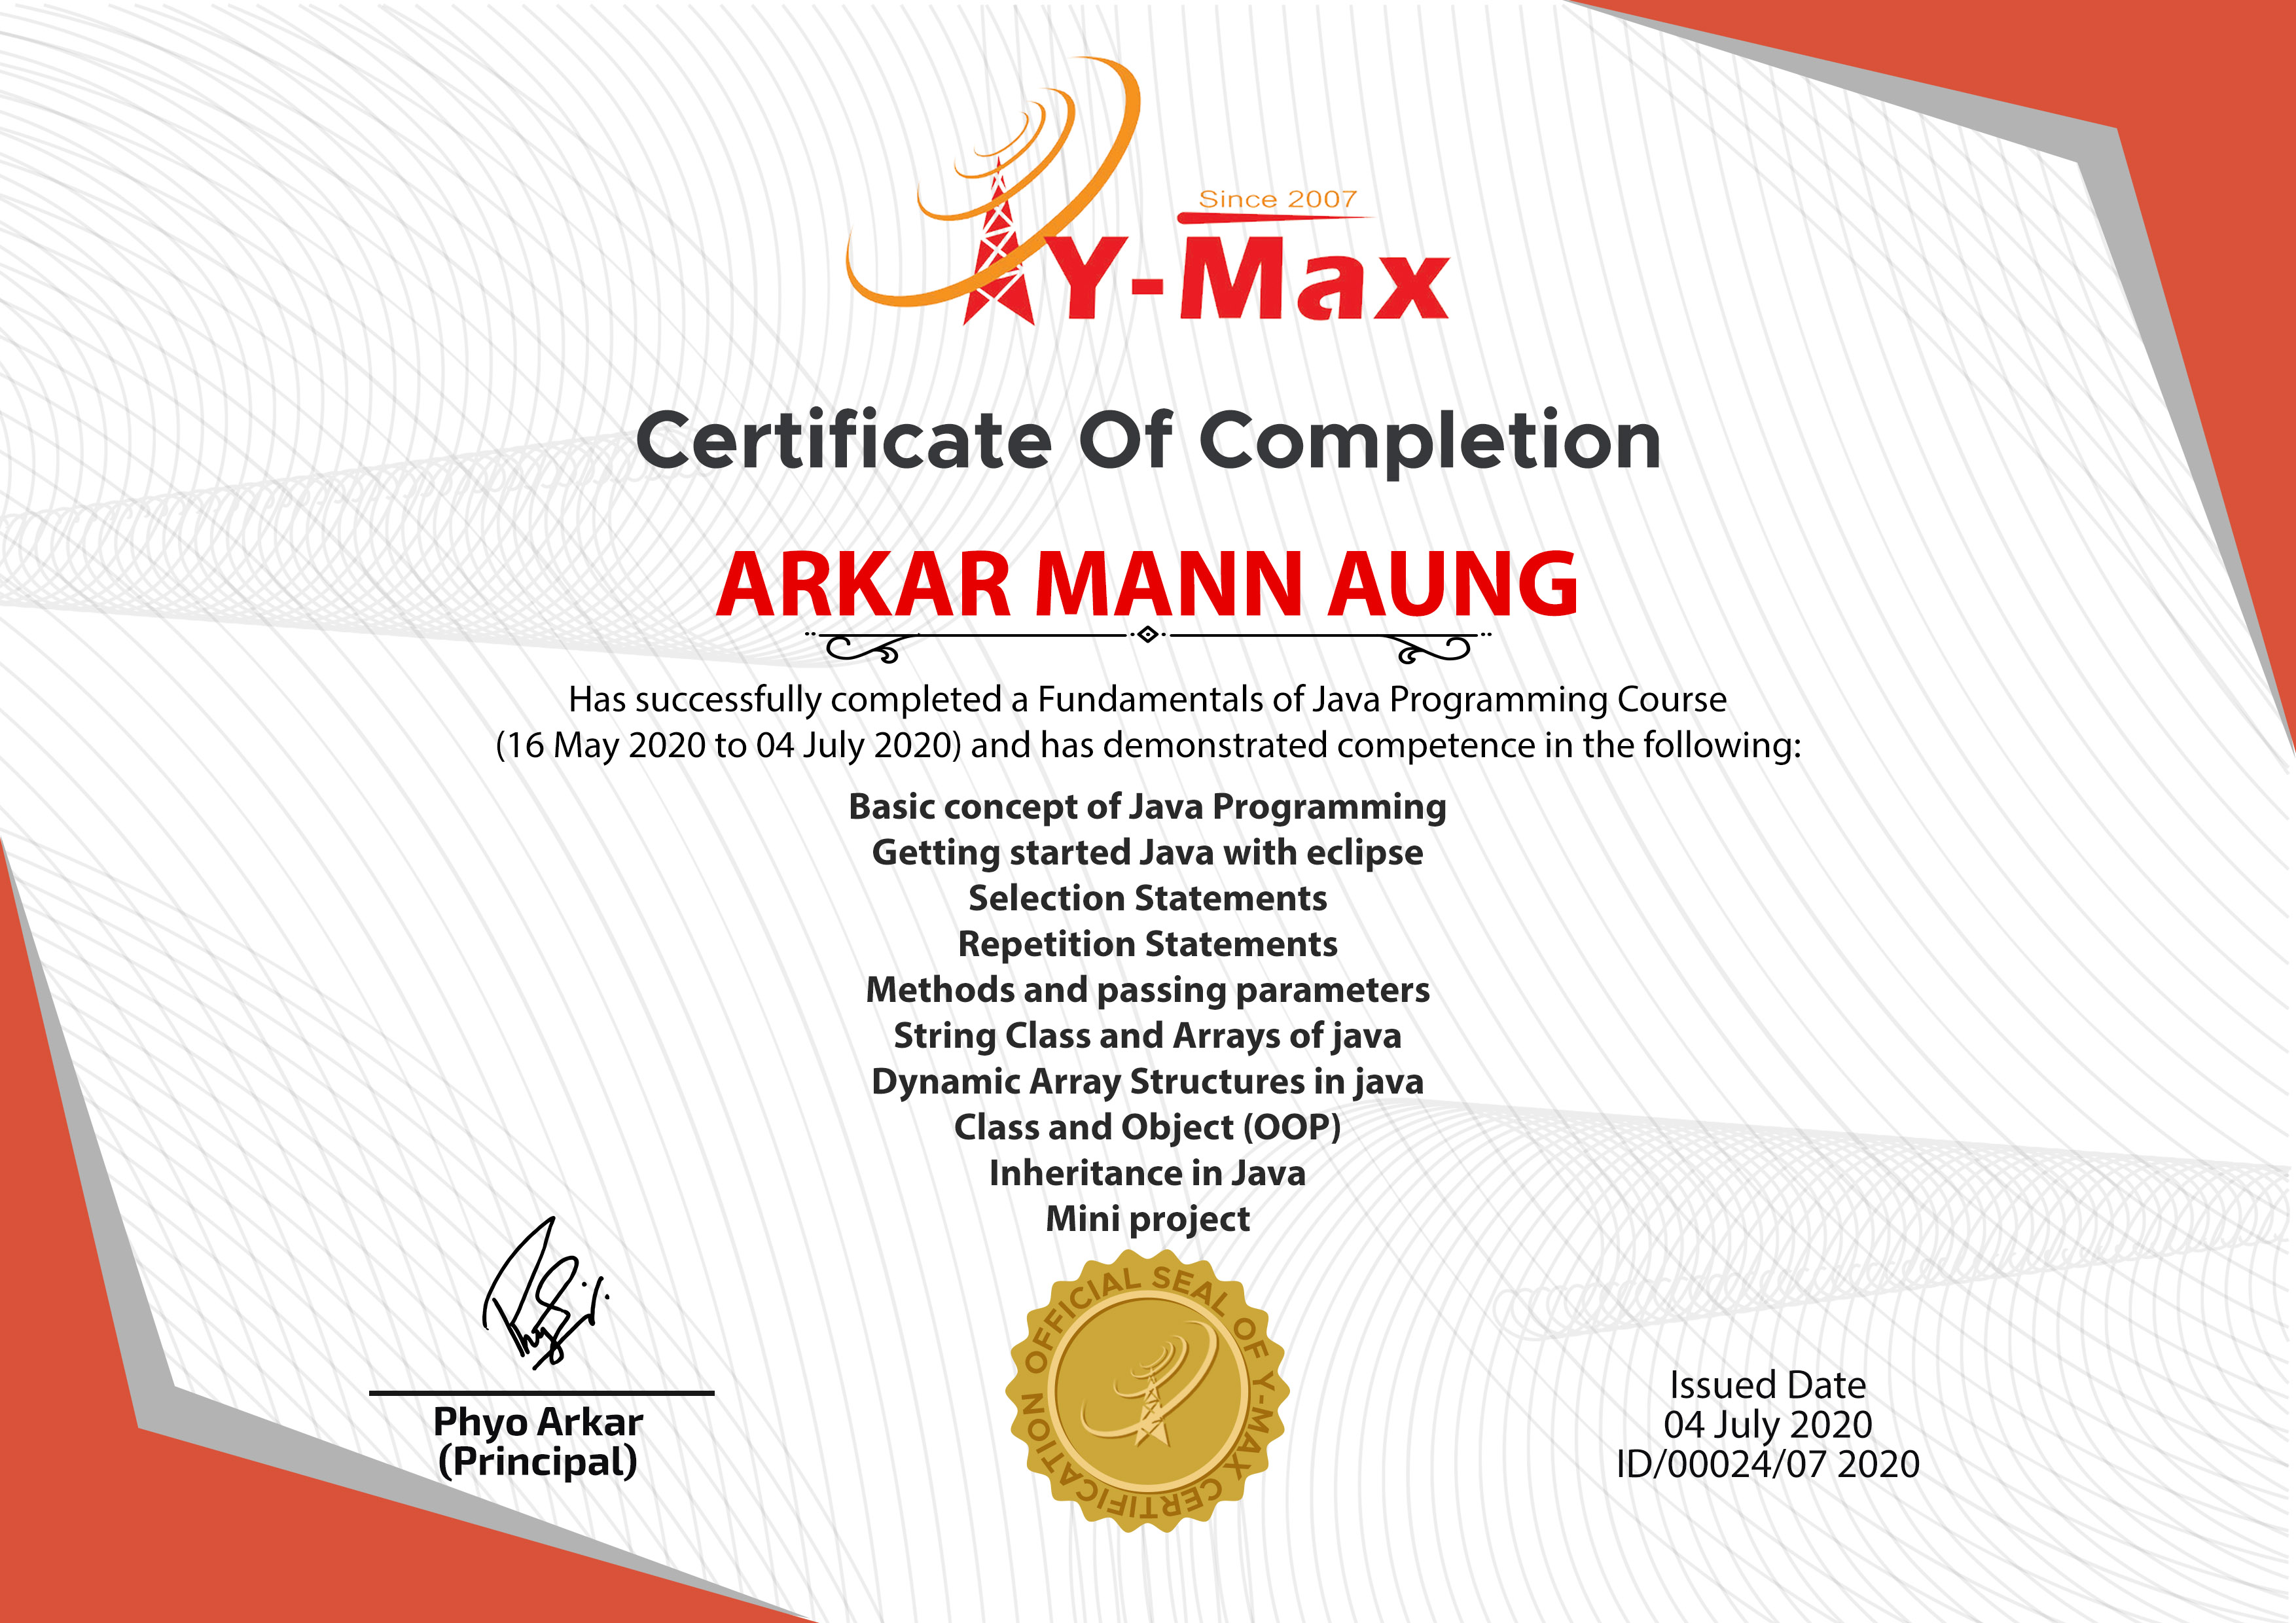 Since 2007
Y-Max
Certificate Of Completion
ARKAR MANN AUNG
Has successfully completed a Fundamentals of Java Programming Course
(16 May 2020 to 04 July 2020) and has demonstrated competence in the following:
Basic concept of Java Programming
Getting started Java with eclipse
Selection Statements
Repetition Statements
Methods and passing parameters
String Class and Arrays of java
Dynamic Array Structures in java
Class and Object (OOP)
Inheritance in Java
Mini project
OFFICIAL SEAL OF Y-MAX CERTIFICATION
Phyo Arkar
(Principal)
Issued Date
04 July 2020
ID/00024/07 2020